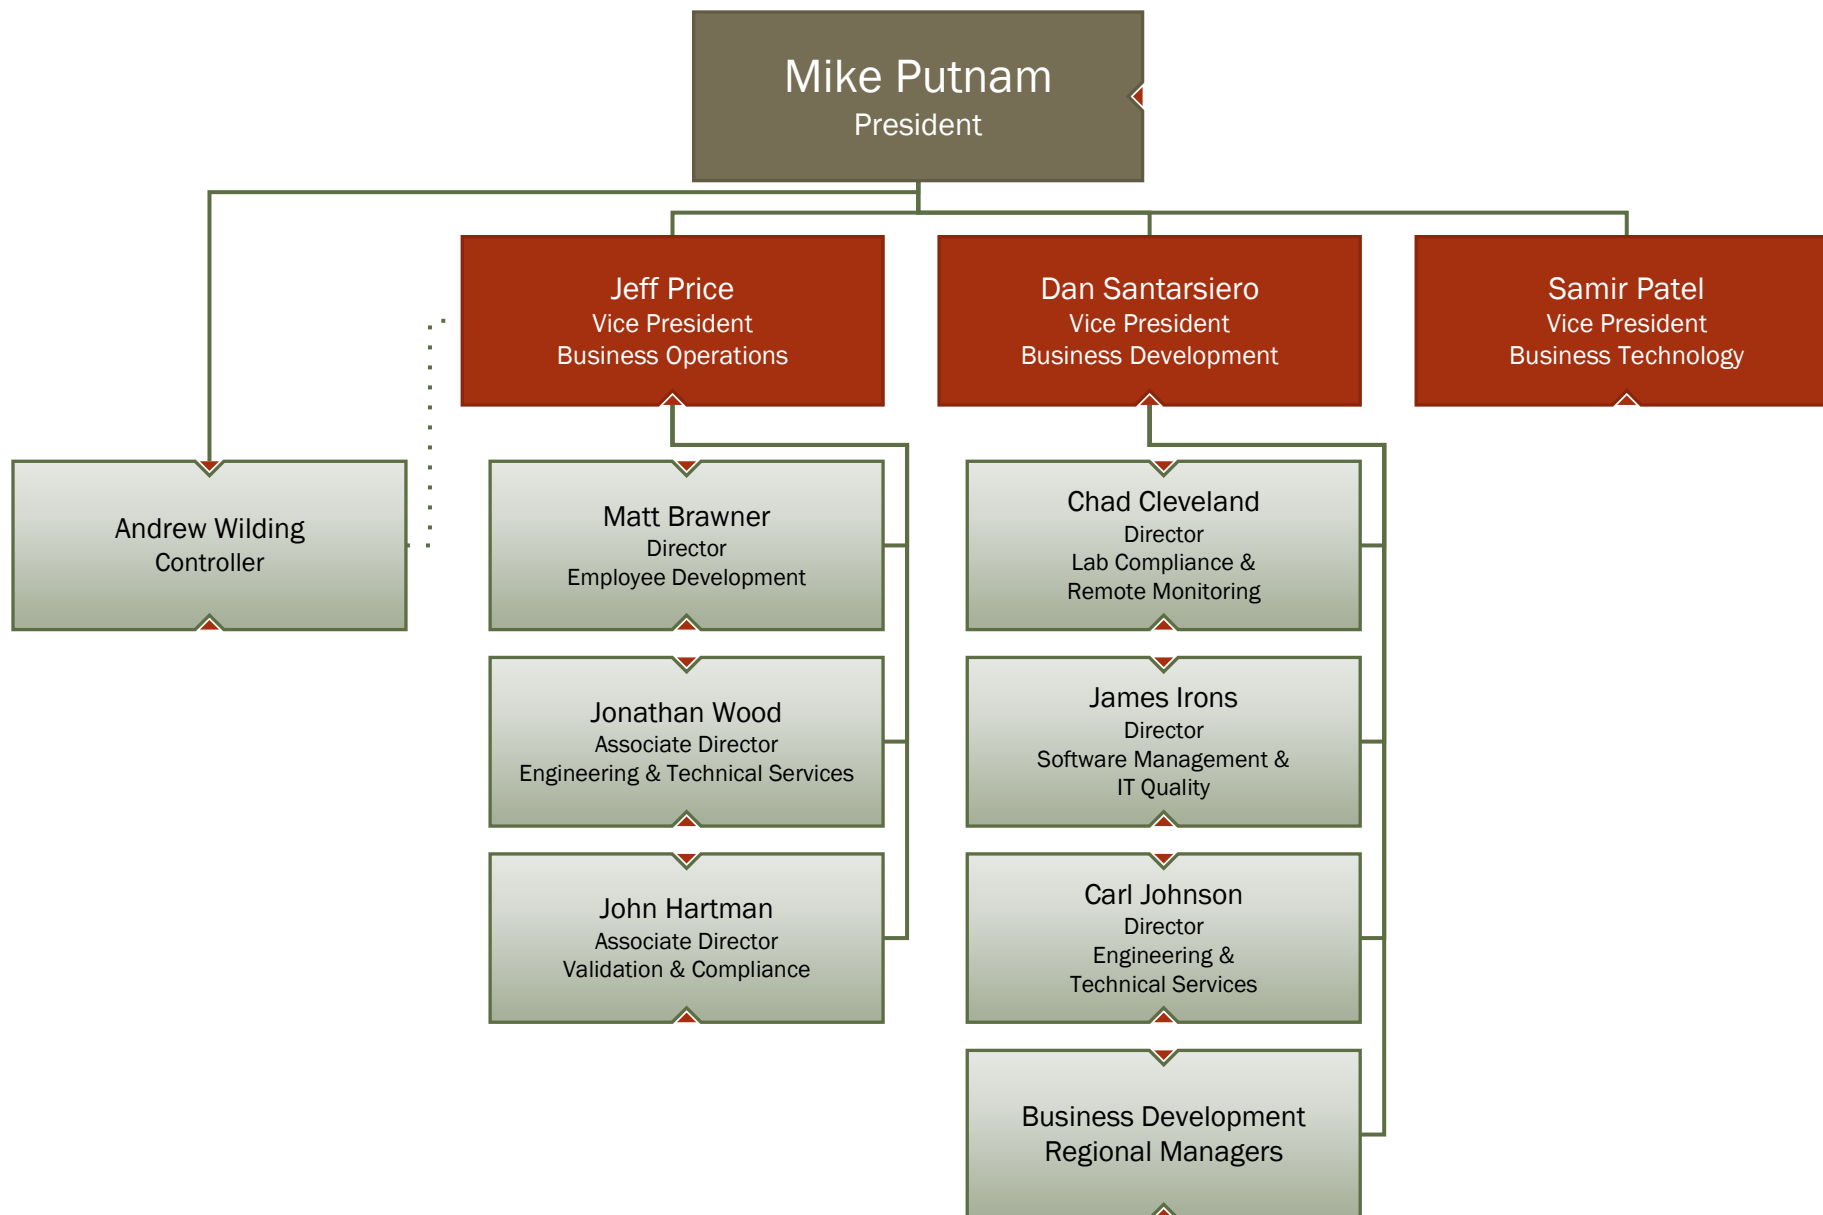 Mike Putnam
President
Jeff Price
Vice President
Business Operations
Dan Santarsiero
Vice President
Business Development
Samir Patel
Vice President
Business Technology
Andrew Wilding
Controller
Matt Brawner
Director
Employee Development
Chad Cleveland
Director
Lab Compliance &
Remote Monitoring
Jonathan Wood
Associate Director
Engineering & Technical Services
James Irons
Director
Software Management &
IT Quality
John Hartman
Associate Director
Validation & Compliance
Carl Johnson
Director
Engineering &
Technical Services
Business Development
Regional Managers